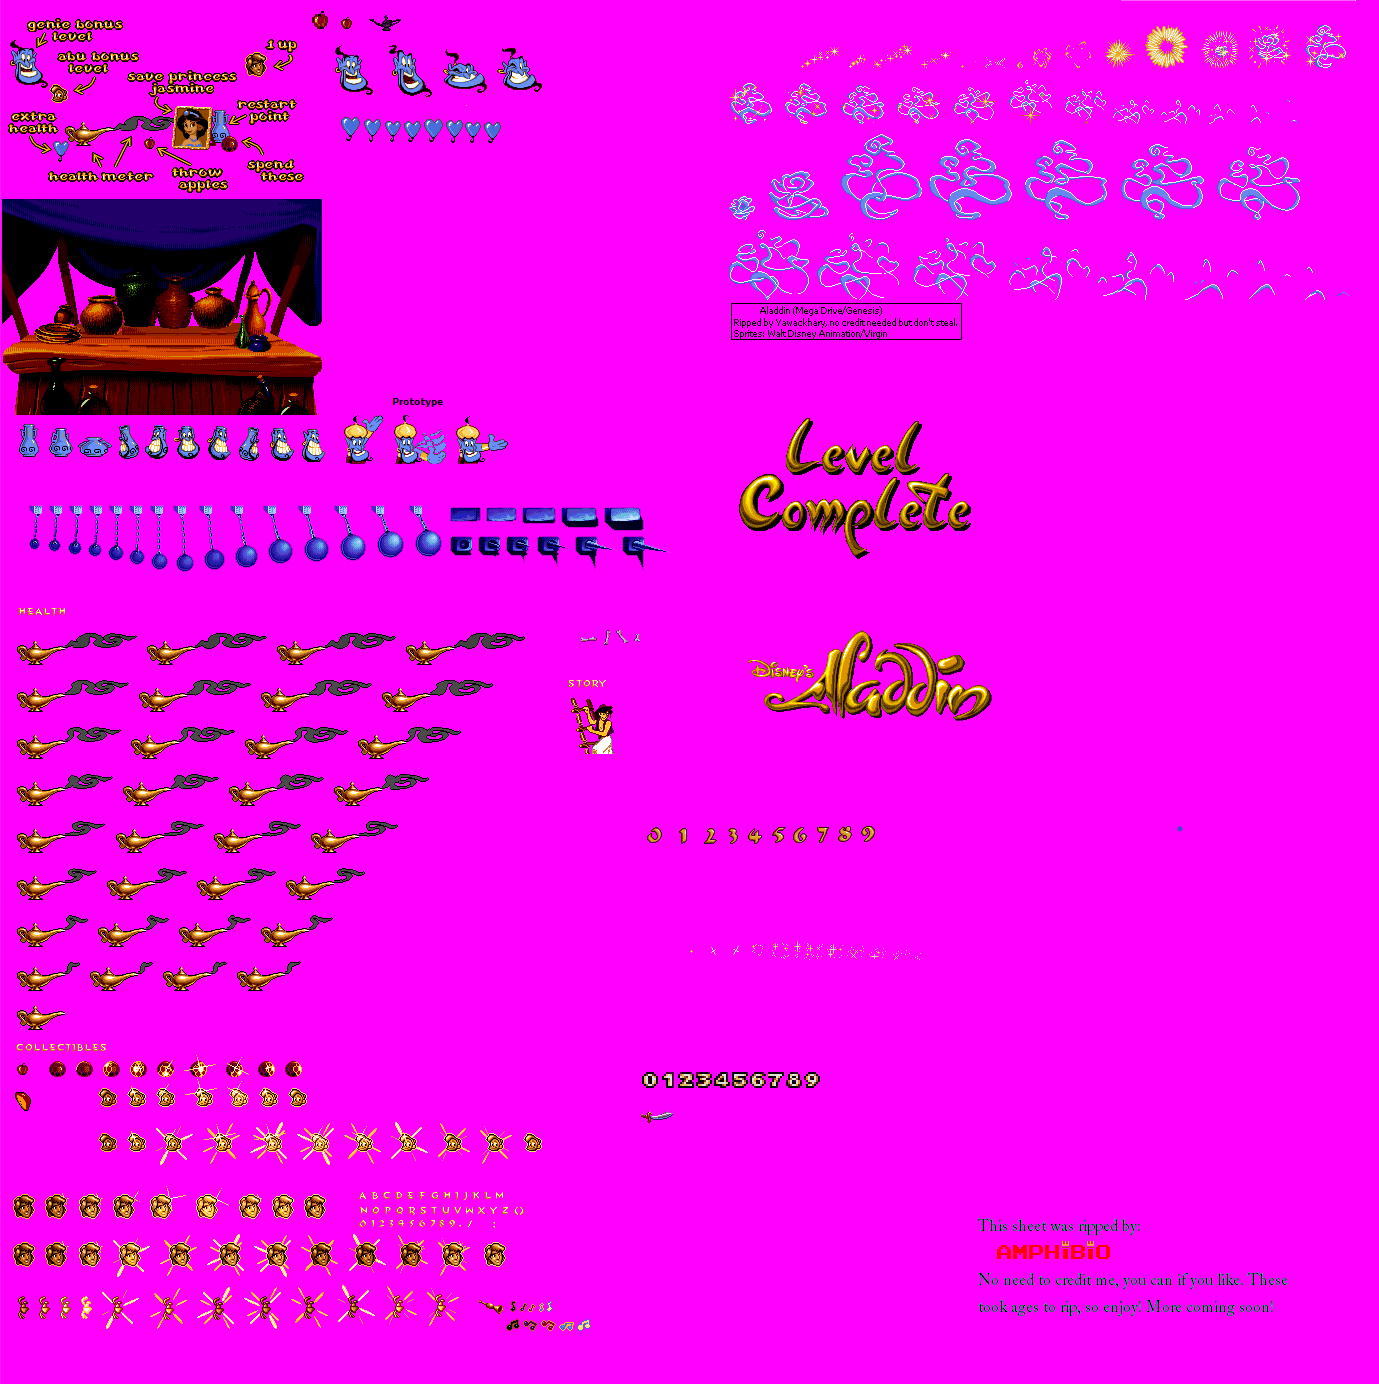 genie bonus
level
1 up
abu bonus
level
save princess
jasmine
restart
point
extra
health
spend
these
health meter
throw
apples
Aladdin (Mega Drive/Genesis)
Ripped by Yawackhary, no credit needed but don't steal.
Sprites: Walt Disney Animation/Virgin
Prototype
Level
Complete
HEALTH
STORY
DISNEY'S
Aladdin
0 1 2 3 4 5 6 7 8 9
COLLECTIBLES
0123456789
ABCDEFGHIJKLM
NOPQRSTUVWXYZ()
0123456789./ :
This sheet was ripped by:
AMPHiBiO
No need to credit me, you can if you like. These
took ages to rip, so enjoy! More coming soon!